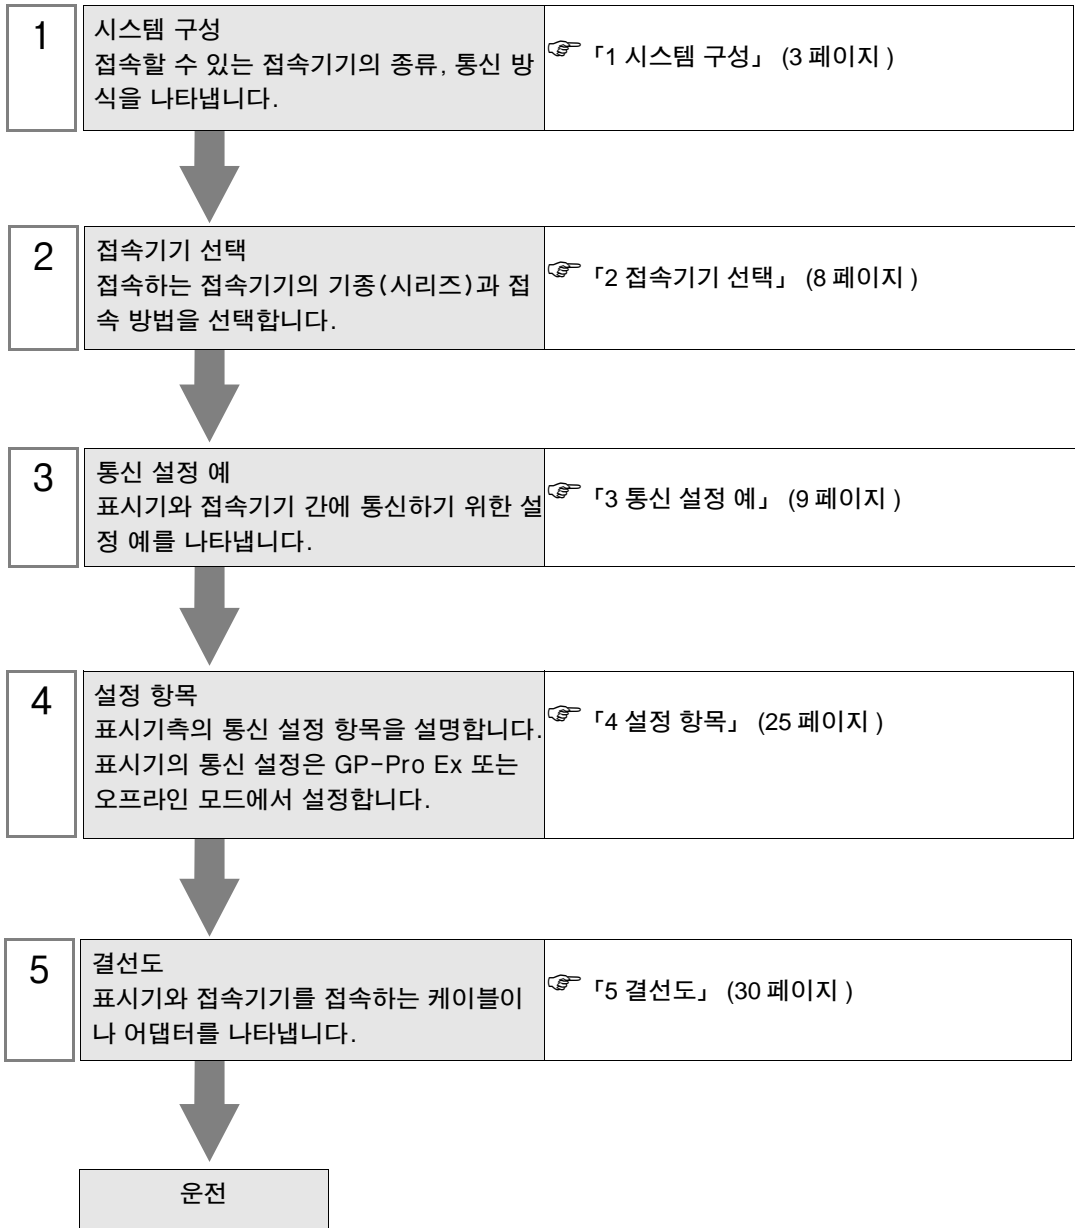 1
시스템 구성
접속할 수 있는 접속기기의 종류, 통신 방
식을 나타냅니다.
☞ 「1 시스템 구성」 (3 페이지 )
2
접속기기 선택
접속하는 접속기기의 기종(시리즈)과 접
속 방법을 선택합니다.
☞ 「2 접속기기 선택」 (8 페이지 )
3
통신 설정 예
표시기와 접속기기 간에 통신하기 위한 설
정 예를 나타냅니다.
☞ 「3 통신 설정 예」 (9 페이지 )
4
설정 항목
표시기측의 통신 설정 항목을 설명합니다.
표시기의 통신 설정은 GP-Pro Ex 또는
오프라인 모드에서 설정합니다.
☞ 「4 설정 항목」 (25 페이지 )
5
결선도
표시기와 접속기기를 접속하는 케이블이
나 어댑터를 나타냅니다.
☞ 「5 결선도」 (30 페이지 )
운전